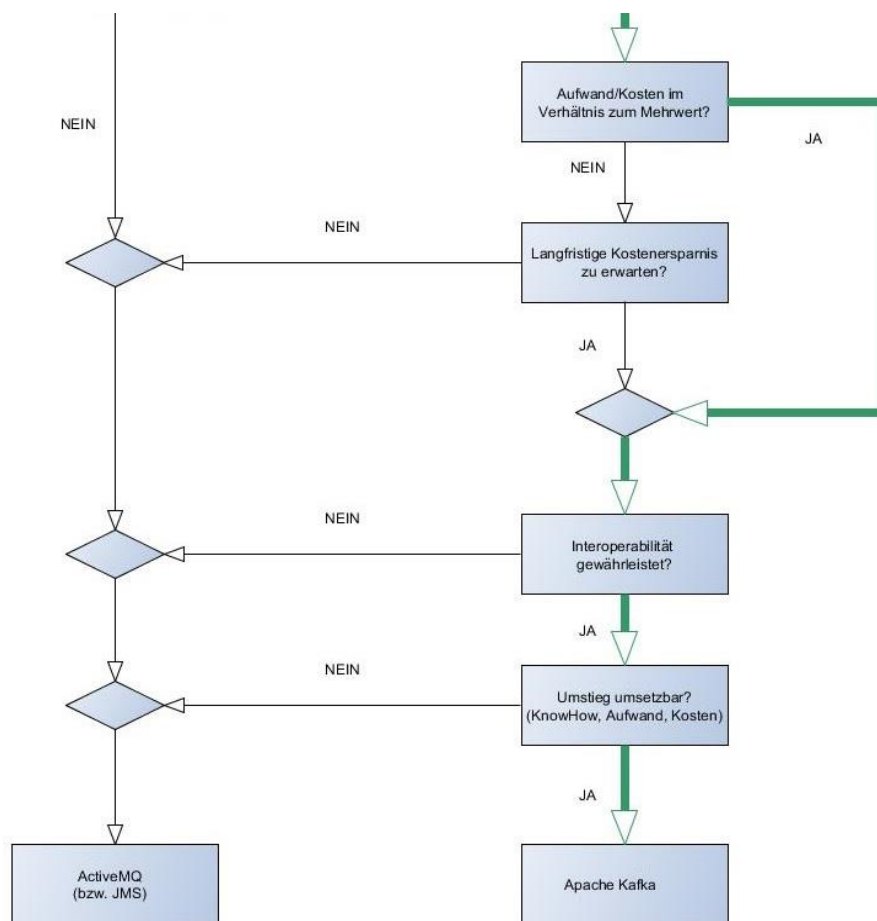 Aufwand/Kosten im
Verhältnis zum Mehrwert?
NEIN
JA
NEIN
NEIN
Langfristige Kostenersparnis
zu erwarten?
JA
NEIN
Interoperabilität
gewährleistet?
JA
NEIN
Umstieg umsetzbar?
(KnowHow, Aufwand, Kosten)
JA
ActiveMQ
(bzw. JMS)
Apache Kafka